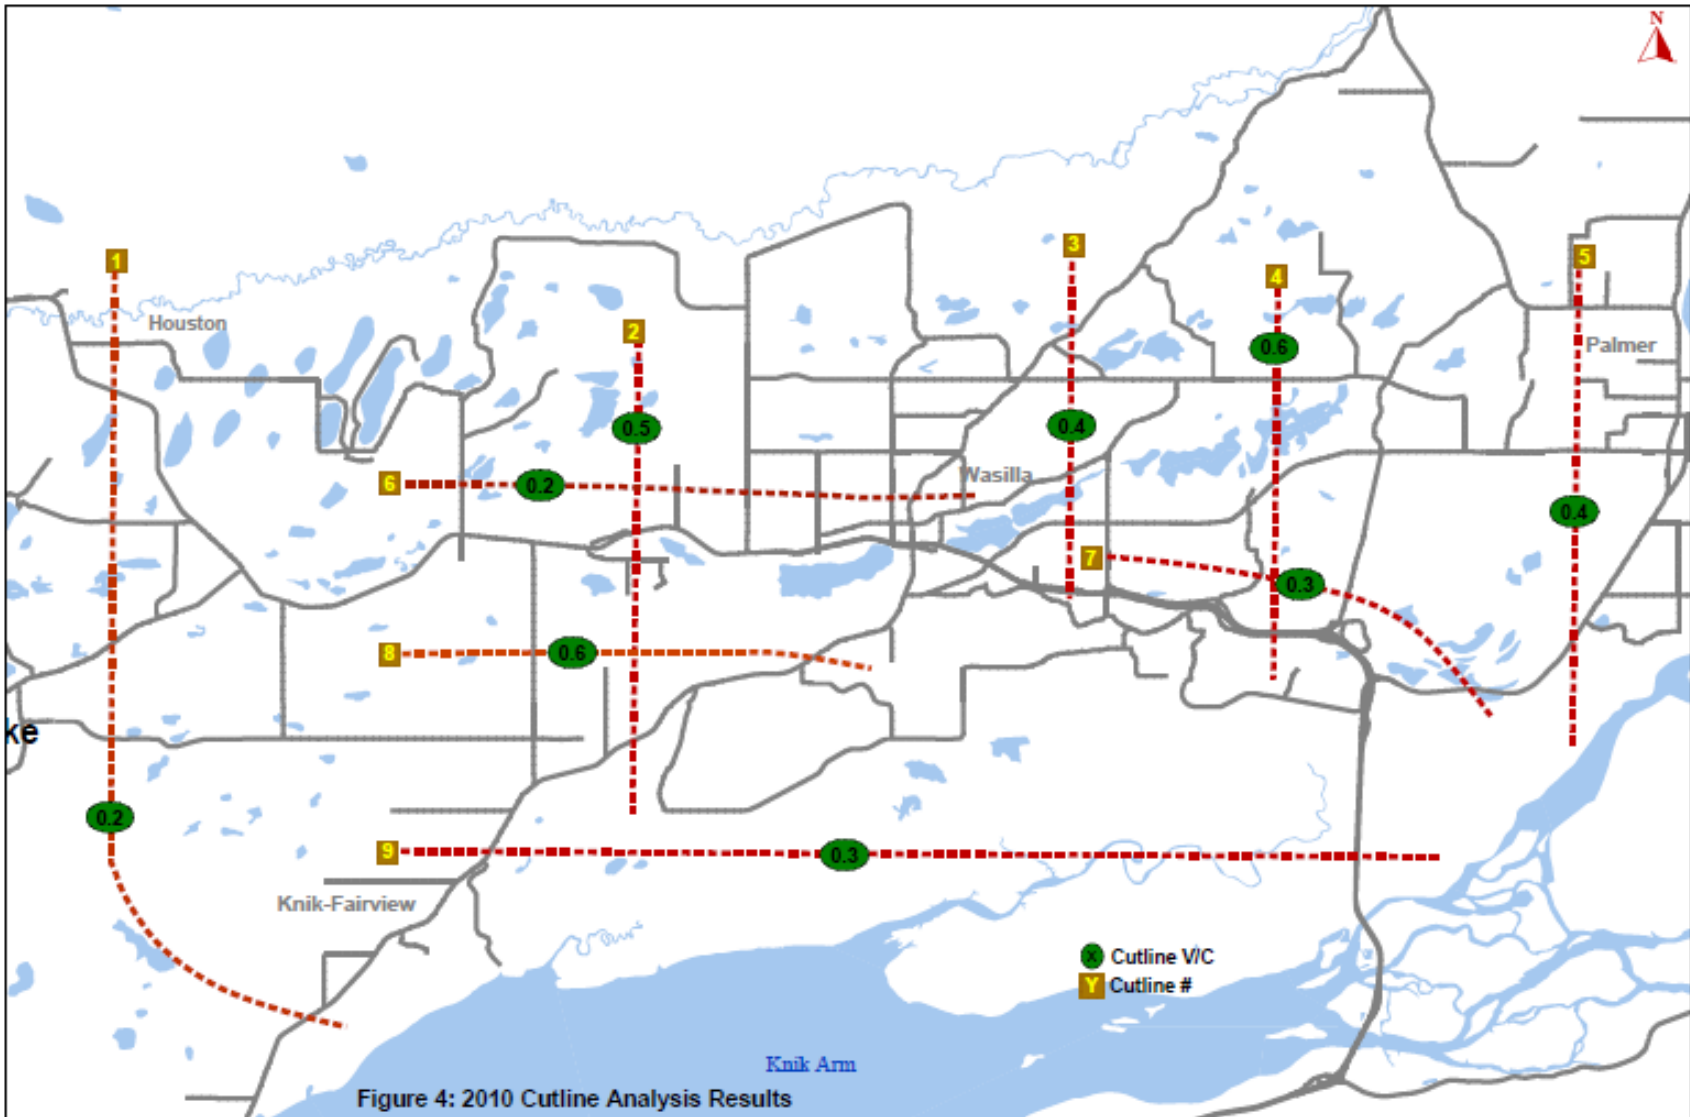 N
1
3
5
4
Houston
2
0.6
Palmer
0.5
0.4
Wasilla
6
0.2
0.4
7
0.3
8
0.6
ke
0.2
9
0.3
Knik-Fairview
X Cutline V/C
Y Cutline #
Knik Arm
Figure 4: 2010 Cutline Analysis Results